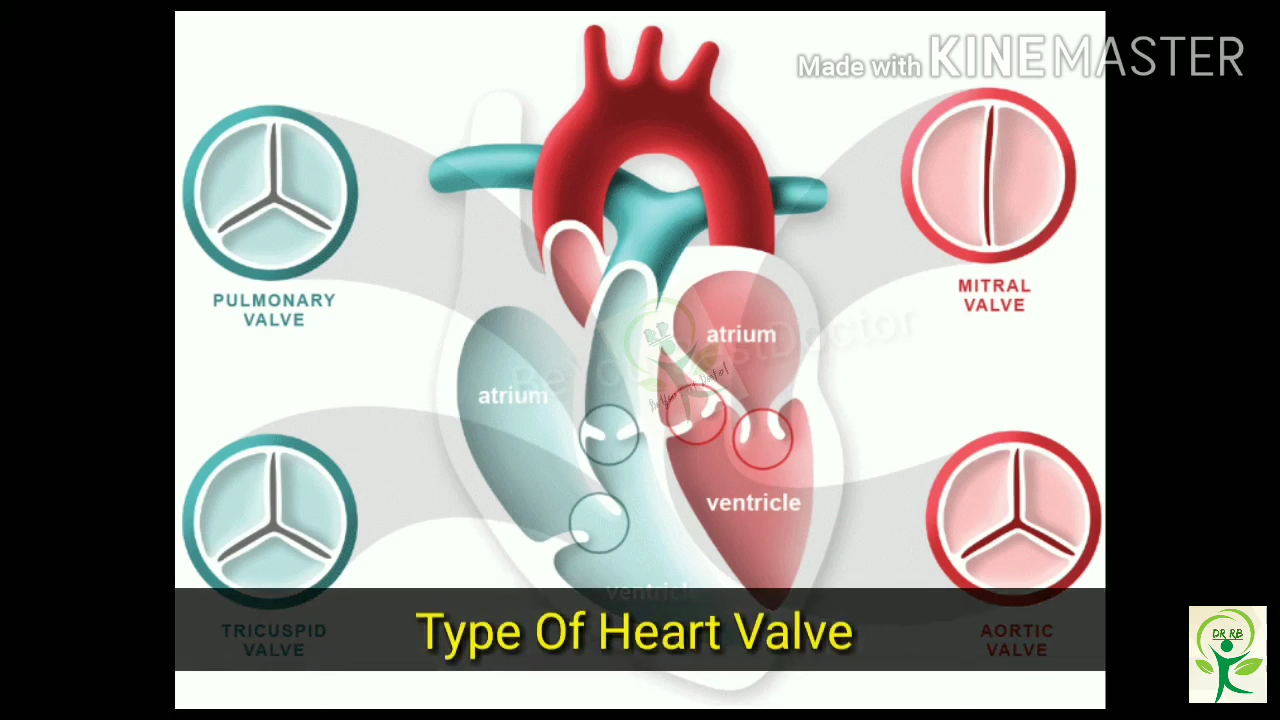 Made with KINEMASTER
PULMONARY
VALVE
MITRAL
VALVE
atrium
atrium
ventricle
ventricle
TRICUSPID
VALVE
Type Of Heart Valve
AORTIC
VALVE
DR RB